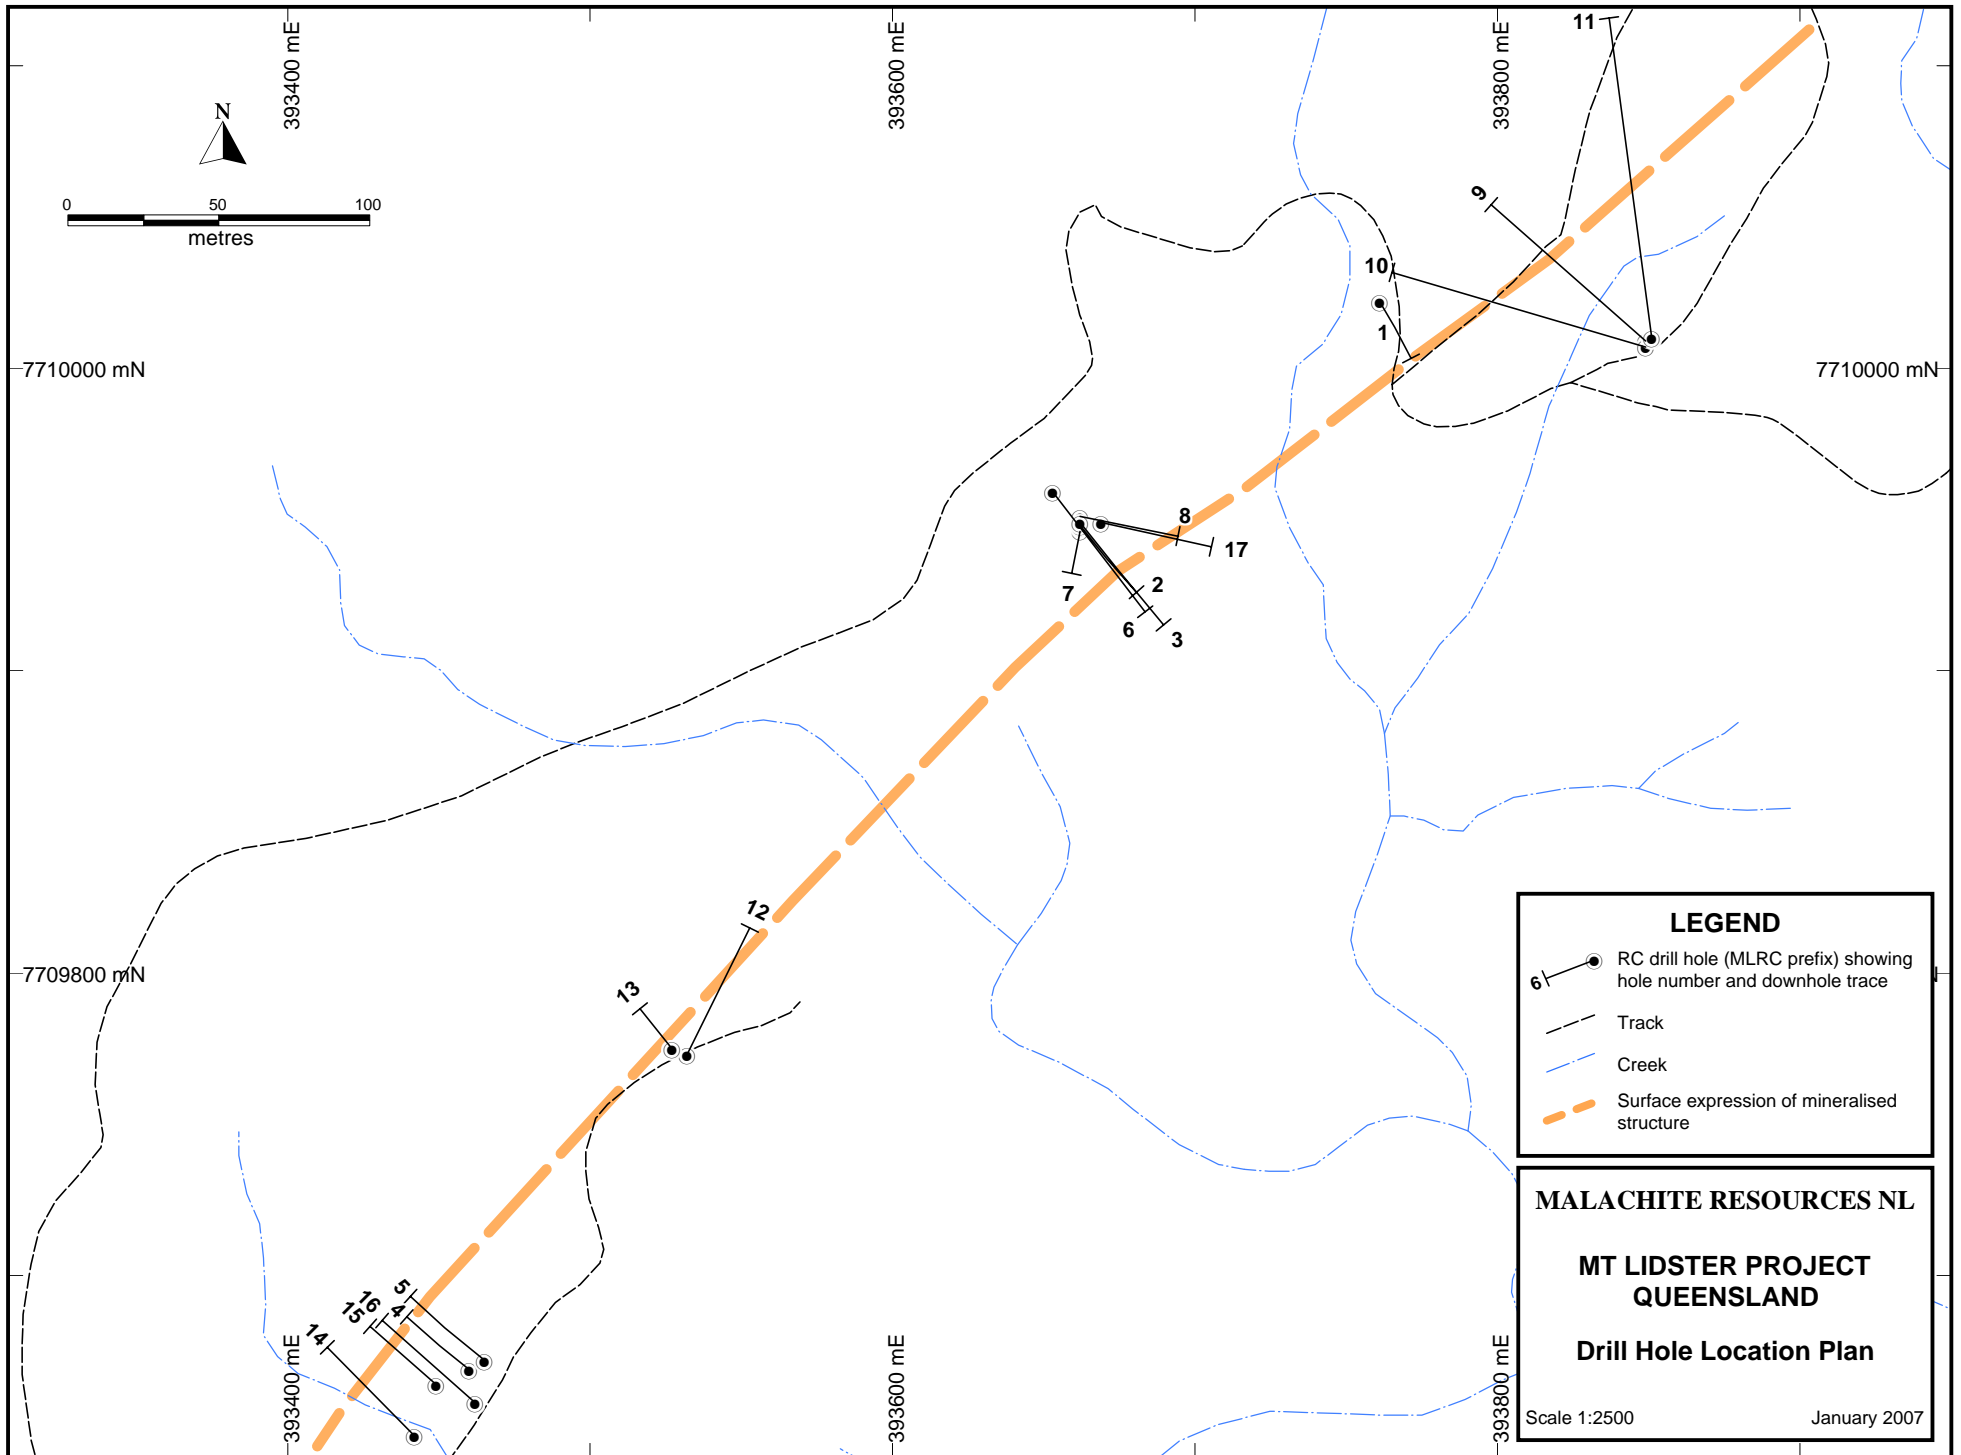 393400 mE
393600 mE
393800 mE
11
N
0 50 100
metres
9
10
1
7710000 mN
7710000 mN
8
17
7
2
6
3
12
13
7709800 mN
N
5
16
4
15
14
393400 mE
393600 mE
393800 mE
LEGEND
6
RC drill hole (MLRC prefix) showing
hole number and downhole trace
Track
Creek
Surface expression of mineralised
structure
MALACHITE RESOURCES NL
MT LIDSTER PROJECT
QUEENSLAND
Drill Hole Location Plan
Scale 1:2500 January 2007